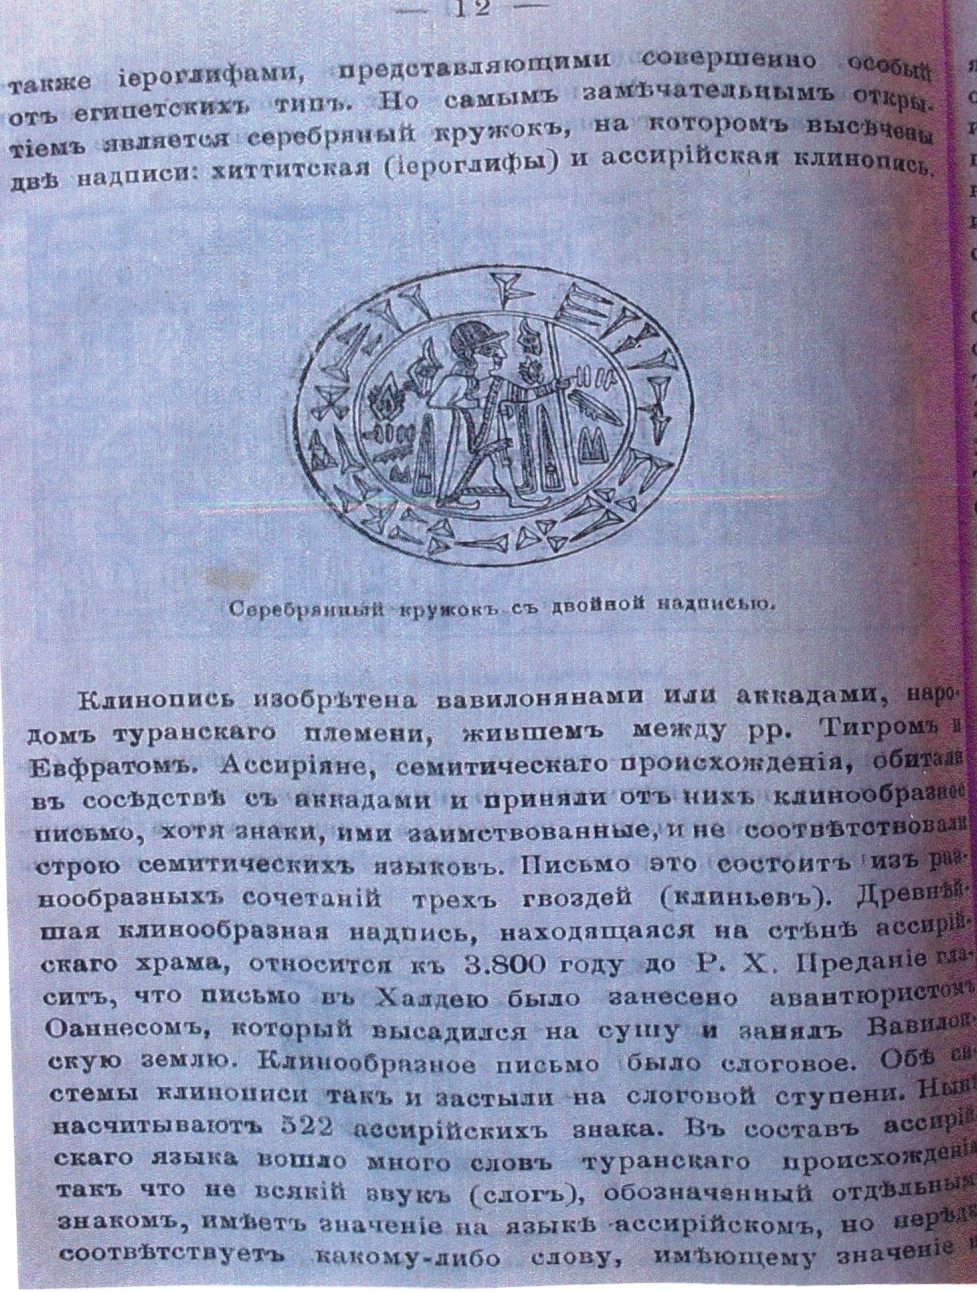 — 12 —
также іероглифами, представляющими совершенно особый
отъ египетскихъ типъ. Но самымъ замѣчательнымъ откры-
тіемъ является серебряный кружокъ, на которомъ высѣчены
двѣ надписи: хиттитская (іероглифы) и ассирійская клинопись.
Серебрянный кружокъ съ двойной надписью.
Клинопись изобрѣтена вавилонянами или аккадами, наро-
домъ туранскаго племени, жившемъ между рр. Тигромъ и
Евфратомъ. Ассиріяне, семитическаго происхожденія, обитали
въ сосѣдствѣ съ аккадами и приняли отъ нихъ клинообразное
письмо, хотя знаки, ими заимствованные, и не соотвѣтствовали
строю семитическихъ языковъ. Письмо это состоитъ изъ раз-
нообразныхъ сочетаній трехъ гвоздей (клиньевъ). Древнѣй-
шая клинообразная надпись, находящаяся на стѣнѣ ассирій-
скаго храма, относится къ 3.800 году до Р. Х. Преданіе гла-
ситъ, что письмо въ Халдею было занесено авантюристомъ
Оаннесомъ, который высадился на сушу и занялъ Вавилон-
скую землю. Клинообразное письмо было слоговое. Обѣ си-
стемы клинописи такъ и застыли на слоговой ступени. Нынѣ
насчитываютъ 522 ассирійскихъ знака. Въ составъ ассирій-
скаго языка вошло много словъ туранскаго происхожденія
такъ что не всякій звукъ (слогъ), обозначенный отдѣльнымъ
знакомъ, имѣетъ значеніе на языкѣ ассирійскомъ, но нерѣдко
соотвѣтствуетъ какому-либо слову, имѣющему значеніе